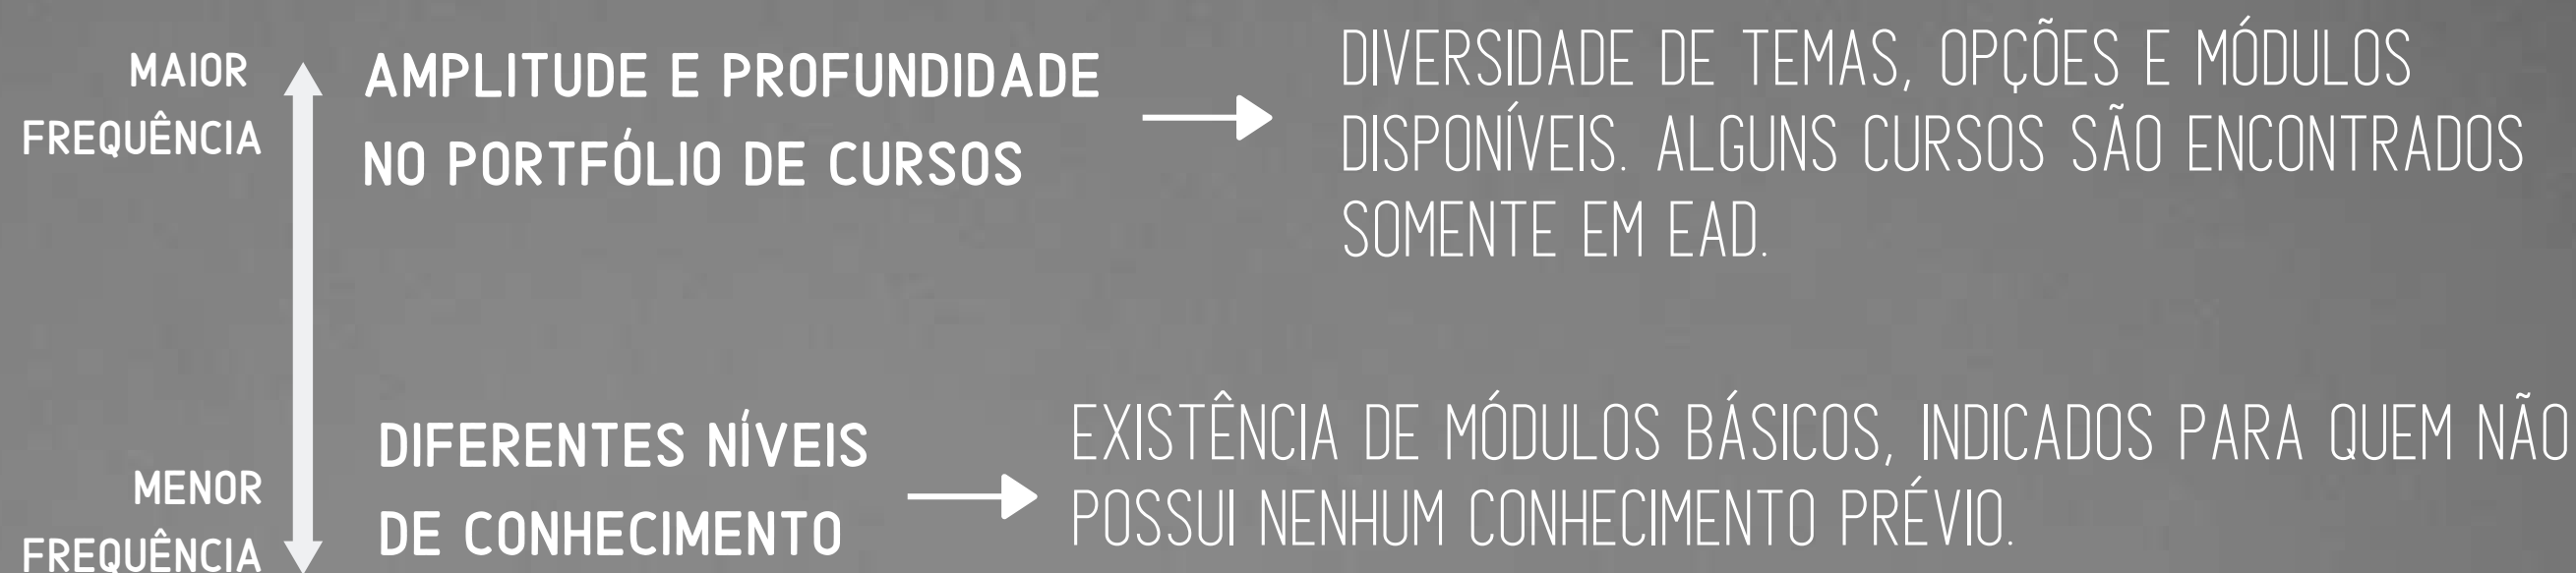 MAIOR
FREQUÊNCIA
AMPLITUDE E PROFUNDIDADE
NO PORTFÓLIO DE CURSOS
DIVERSIDADE DE TEMAS, OPÇÕES E MÓDULOS
DISPONÍVEIS. ALGUNS CURSOS SÃO ENCONTRADOS
SOMENTE EM EAD.
MENOR
FREQUÊNCIA
DIFERENTES NÍVEIS
DE CONHECIMENTO
EXISTÊNCIA DE MÓDULOS BÁSICOS, INDICADOS PARA QUEM NÃO
POSSUI NENHUM CONHECIMENTO PRÉVIO.